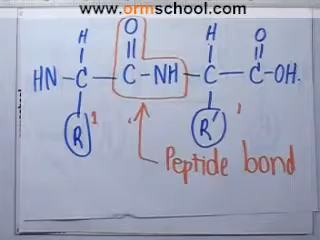 www.ormschool.com
H O H O
HN-C-C-NH-C-C-OH.
R 1 R' 1
Peptide bond